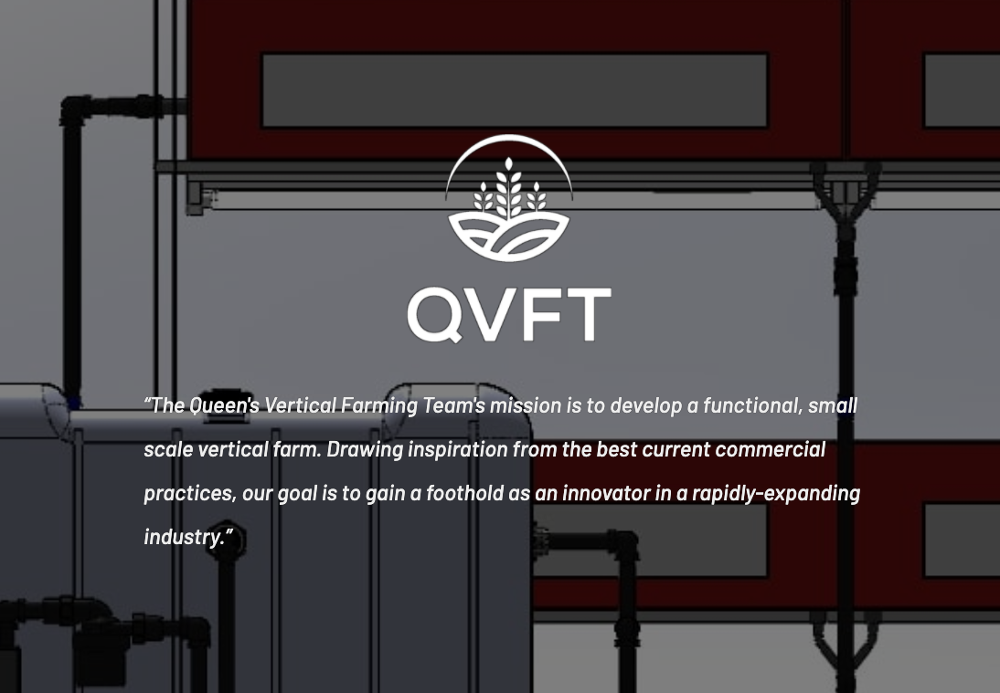 QVFT
“The Queen's Vertical Farming Team's mission is to develop a functional, small
scale vertical farm. Drawing inspiration from the best current commercial
practices, our goal is to gain a foothold as an innovator in a rapidly-expanding
industry.”